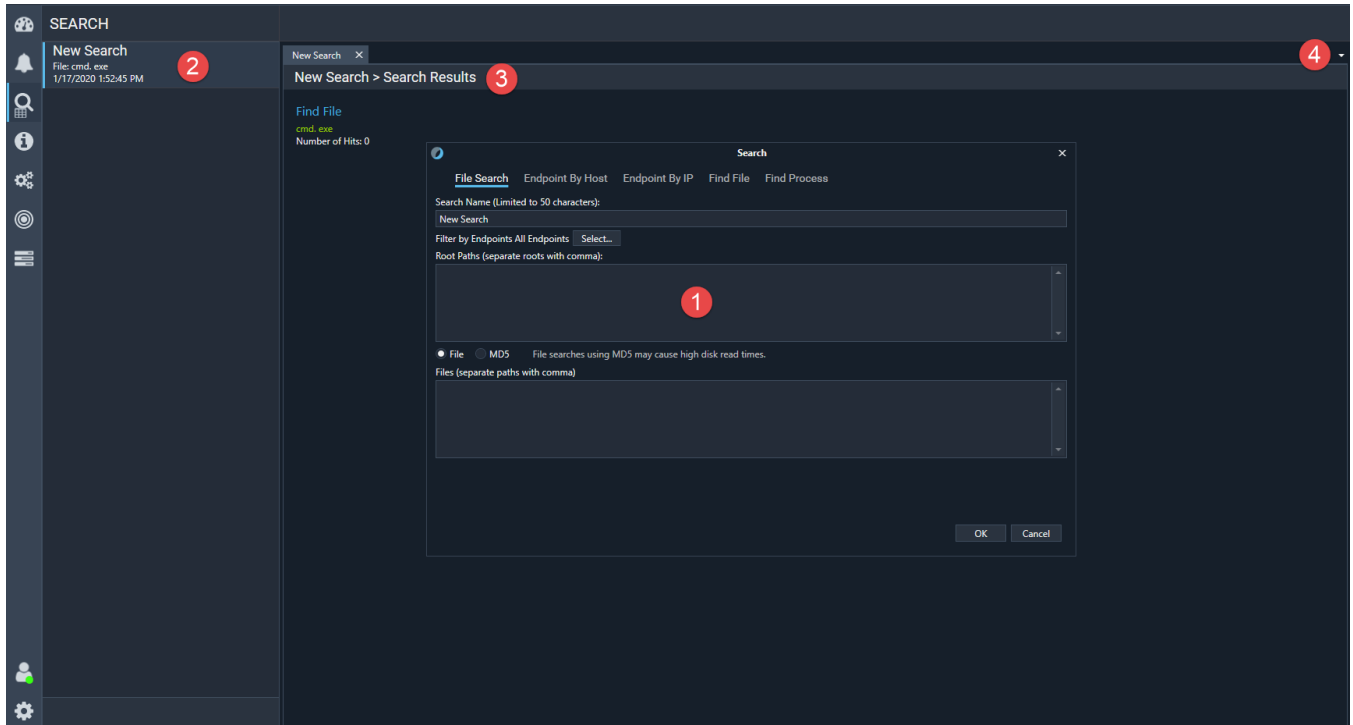 SEARCH
New Search
File: cmd. exe
1/17/2020 1:52:45 PM
2
New Search ×
4
New Search > Search Results
3
Find File
cmd. exe
Number of Hits: 0
Search ×
File Search Endpoint By Host Endpoint By IP Find File Find Process
Search Name (Limited to 50 characters):
New Search
Filter by Endpoints All Endpoints Select...
Root Paths (separate roots with comma):
1
File MD5 File searches using MD5 may cause high disk read times.
Files (separate paths with comma)
OK Cancel